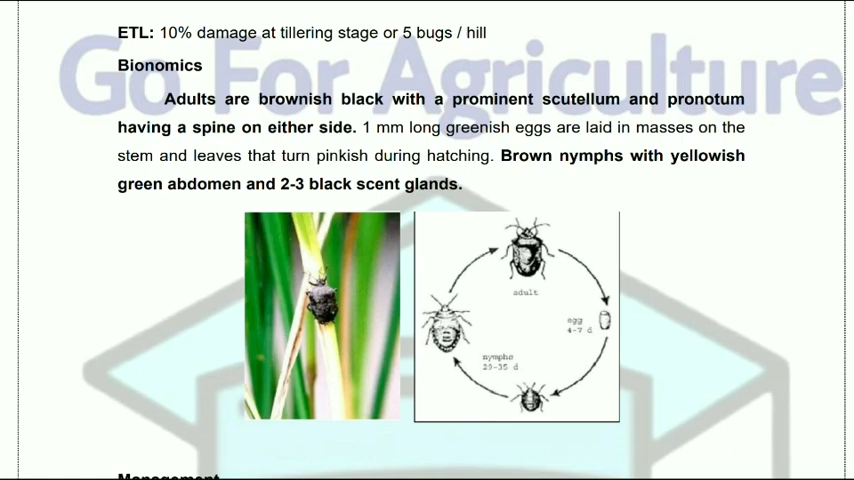 ETL: 10% damage at tillering stage or 5 bugs / hill
Go For Agriculture
Bionomics
Adults are brownish black with a prominent scutellum and pronotum
having a spine on either side. 1 mm long greenish eggs are laid in masses on the
stem and leaves that turn pinkish during hatching. Brown nymphs with yellowish
green abdomen and 2-3 black scent glands.
adult
egg
4-7 d
nymphs
29-35 d
Management